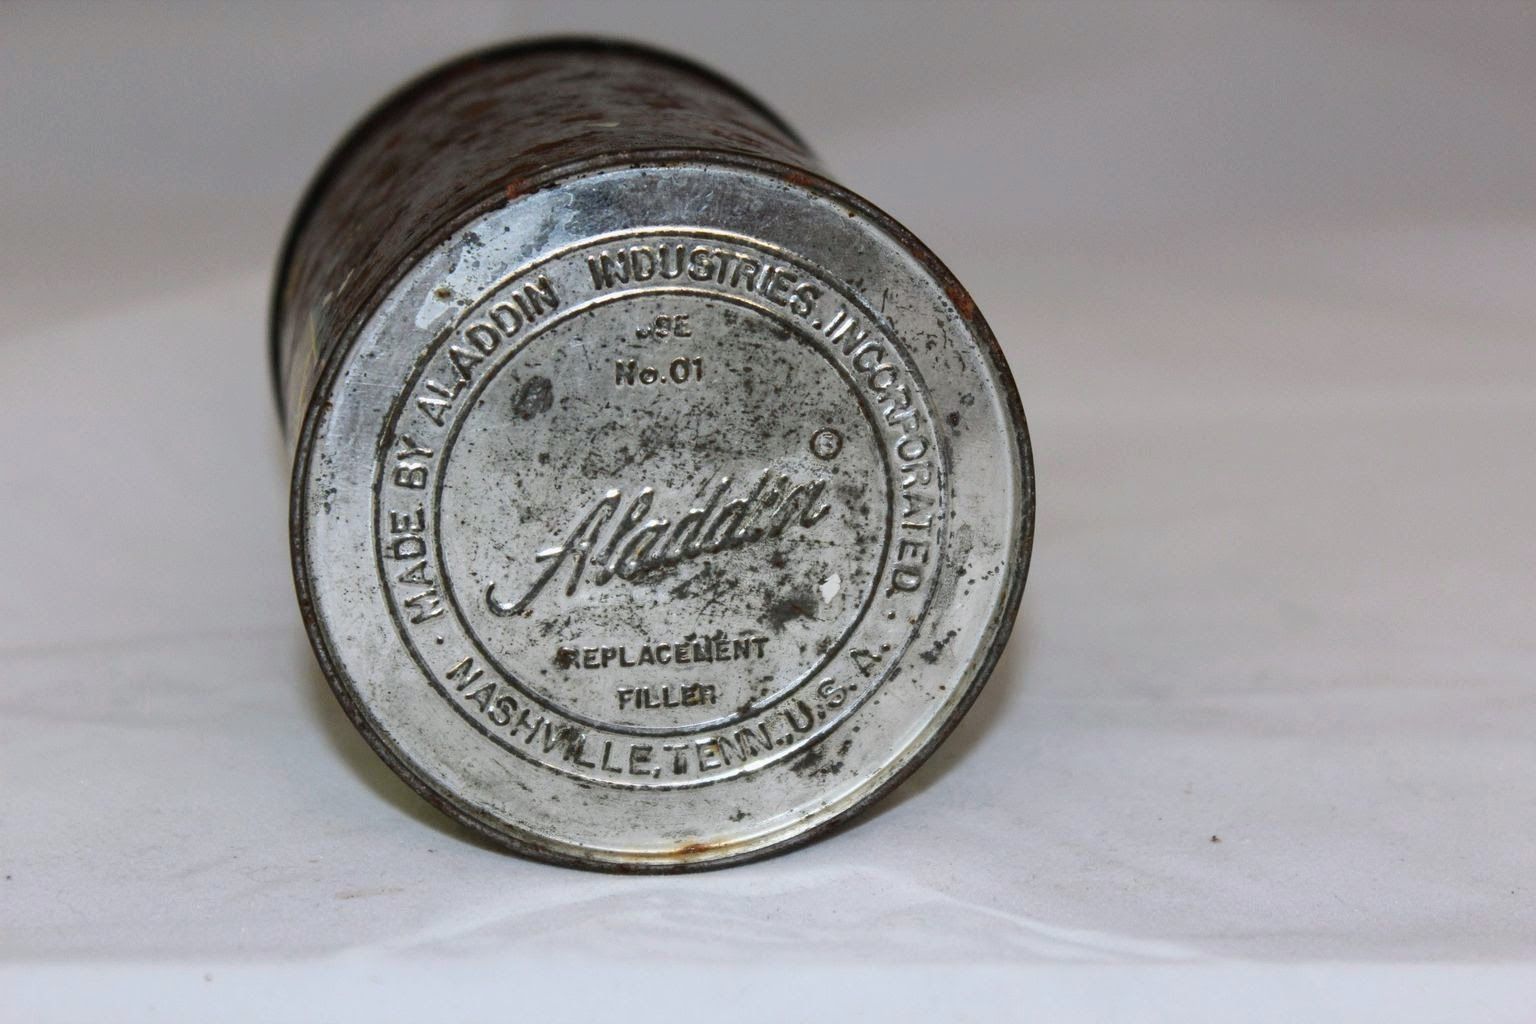 MADE BY ALADDIN INDUSTRIES, INCORPORATED.
USE
No.01
Aladdin ®
REPLACEMENT
FILLER
NASHVILLE, TENN., U.S.A.